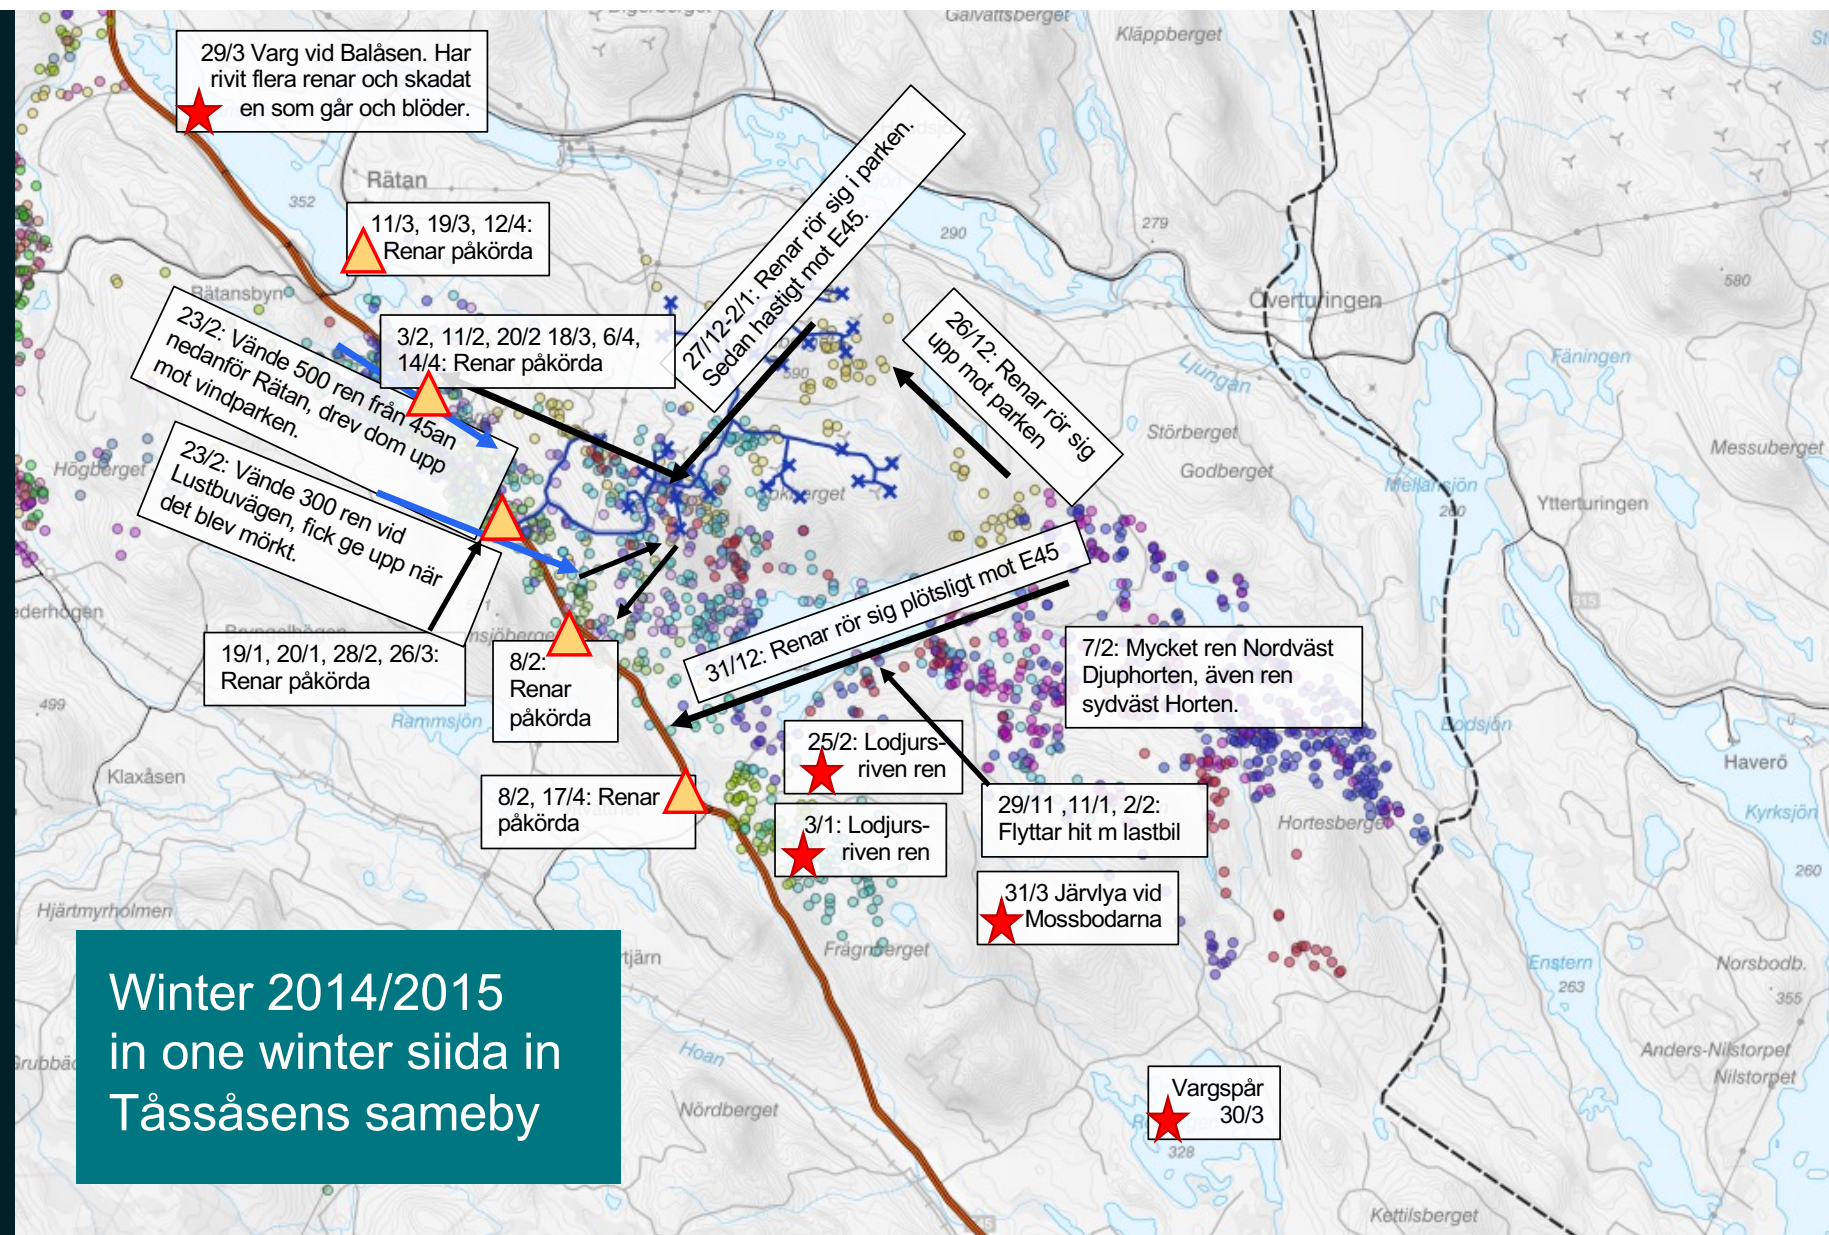 Galvattsberget
Kläppberget
29/3 Varg vid Balåsen. Har
rivit flera renar och skadat
en som går och blöder.
Rätan
352
11/3, 19/3, 12/4:
Renar påkörda
27/12-2/1: Renar rör sig i parken.
Sedan hastigt mot E45.
290
279
580
Överturingen
Rätansbyn
23/2: Vände 500 ren från 45an
nedanför Rätan, drev dom upp
mot vindparken.
3/2, 11/2, 20/2 18/3, 6/4,
14/4: Renar påkörda
590
26/12: Renar rör sig
upp mot parken
Ljungan
Fäningen
Störberget
Godberget
Messuberget
Högberget
23/2: Vände 300 ren vid
Lustbuvägen, fick ge upp när
det blev mörkt.
Mellansjön
260
Ytterturingen
31/12: Renar rör sig plötsligt mot E45
315
19/1, 20/1, 28/2, 26/3:
Renar påkörda
8/2:
Renar
påkörda
7/2: Mycket ren Nordväst
Djuphorten, även ren
sydväst Horten.
499
Rammsjön
Bodsjön
Klaxåsen
25/2: Lodjurs-
riven ren
Haverö
8/2, 17/4: Renar
påkörda
3/1: Lodjurs-
riven ren
29/11 ,11/1, 2/2:
Flyttar hit m lastbil
Hortesberget
Kyrksjön
260
31/3 Järvlya vid
Mossbodarna
Hjärtmyrholmen
Frägnberget
Enstern
263
Norsbodb.
355
Winter 2014/2015
in one winter siida in
Tåssåsens sameby
Hoan
Anders-Nilstorpet
Nilstorpet
Nördberget
Vargspår
30/3
328
Kettilsberget
45